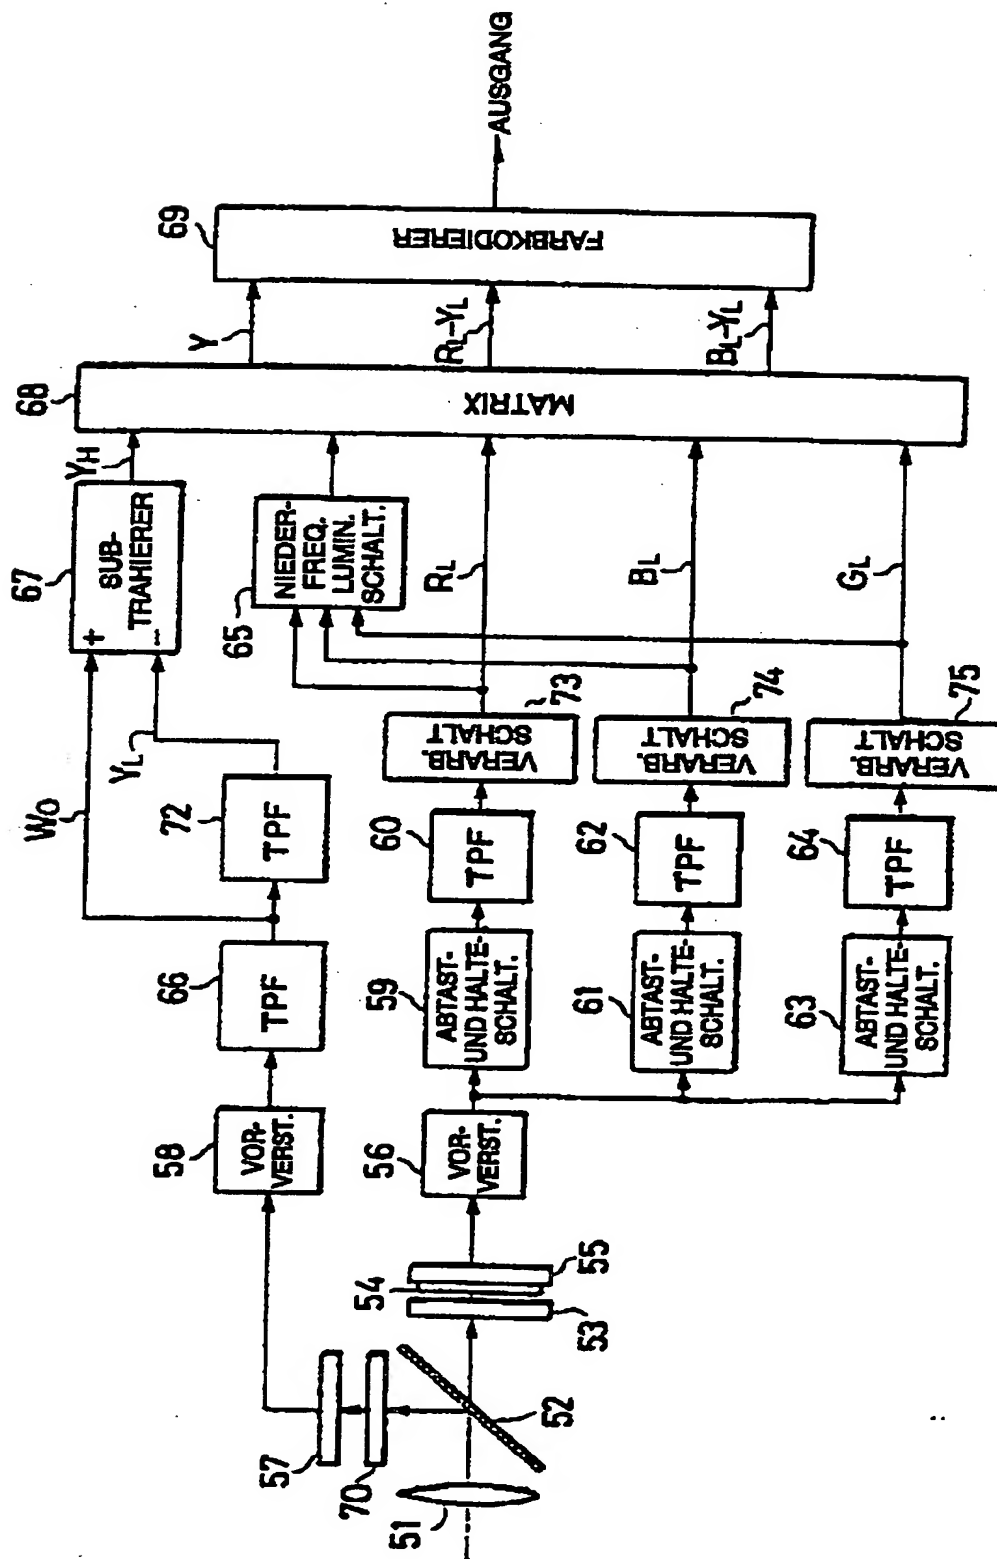 51
52
53
54
55
70
57
58
VOR-
VERST.
56
VOR-
VERST.
66
TPF
59
ABTAST-
UND HALTE-
SCHALT.
61
ABTAST-
UND HALTE-
SCHALT.
63
ABTAST-
UND HALTE-
SCHALT.
72
TPF
60
TPF
62
TPF
64
TPF
W0
YL
67
+
-
SUB-
TRAHIERER
YH
65
NIEDER-
FREQ.
LUMIN.
SCHALT.
73
VERARB.
SCHALT
74
VERARB.
SCHALT
75
VERARB.
SCHALT
RL
BL
GL
68
MATRIX
Y
RL-YL
BL-YL
69
FARBKODIERER
AUSGANG